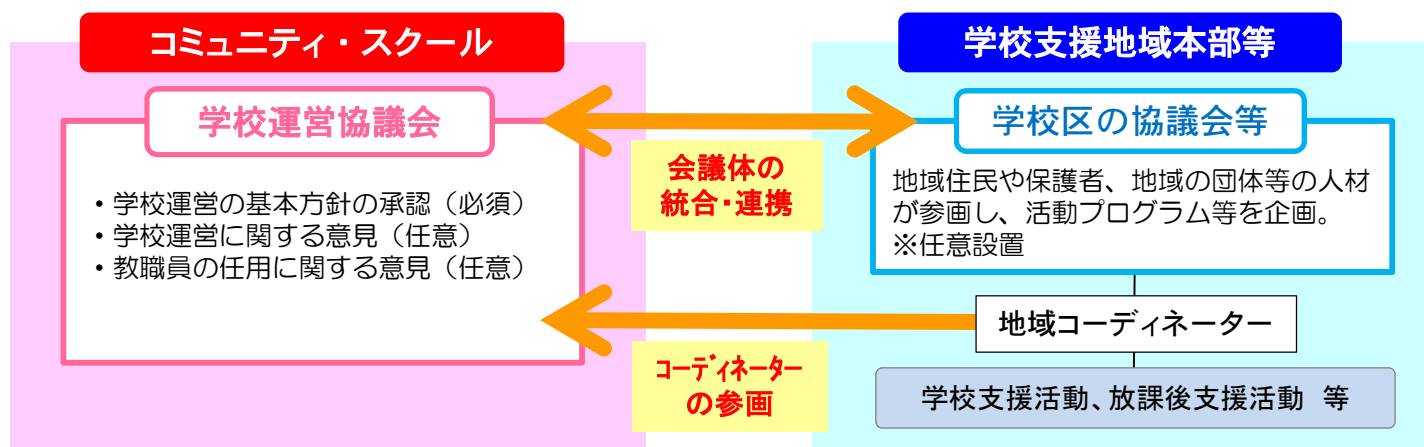 コミュニティ・スクール
学校運営協議会
・学校運営の基本方針の承認（必須）
・学校運営に関する意見（任意）
・教職員の任用に関する意見（任意）
会議体の
統合・連携
コーディネーター
の参画
学校支援地域本部等
学校区の協議会等
地域住民や保護者、地域の団体等の人材
が参画し、活動プログラム等を企画。
※任意設置
地域コーディネーター
学校支援活動、放課後支援活動　等